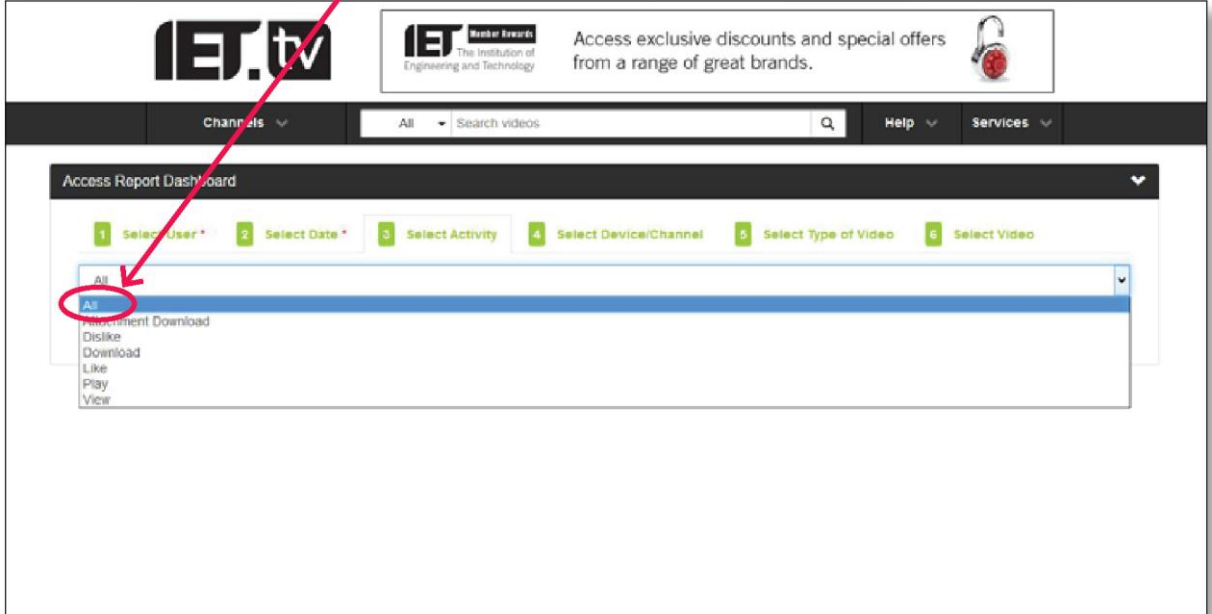 IET.tv
IET Member Rewards
The Institution of
Engineering and Technology
Access exclusive discounts and special offers
from a range of great brands.
Channels All Search videos Help Services
Access Report Dashboard
1 Select User * 2 Select Date * 3 Select Activity 4 Select Device/Channel 5 Select Type of Video 6 Select Video
All
All
Attachment Download
Dislike
Download
Like
Play
View